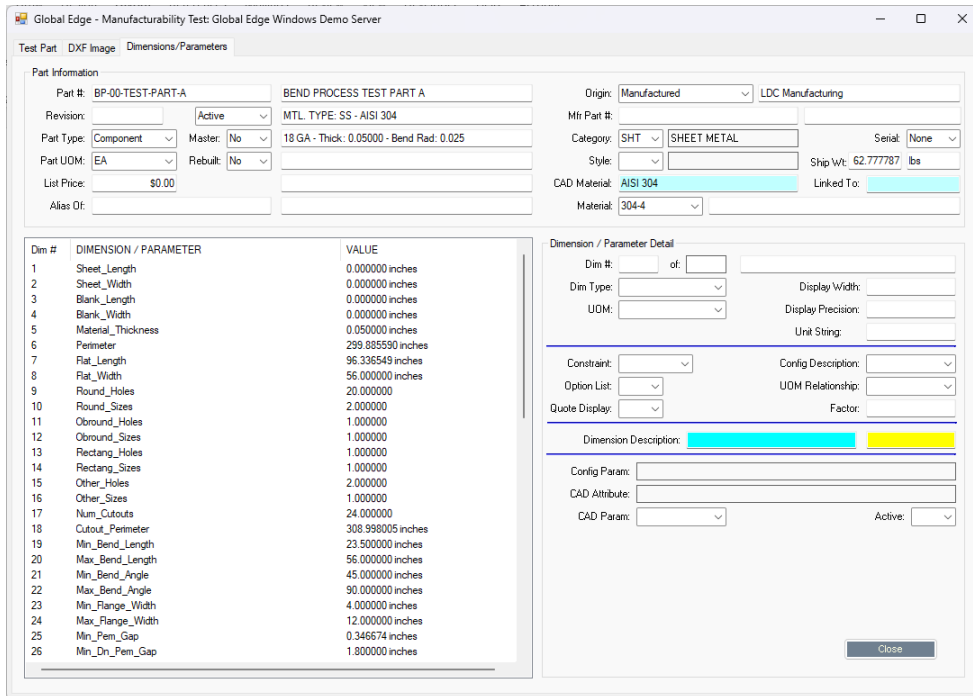 Global Edge - Manufacturability Test: Global Edge Windows Demo Server
Test Part DXF Image Dimensions/Parameters
Part Information
Part #: BP-00-TEST-PART-A BEND PROCESS TEST PART A Origin: Manufactured LDC Manufacturing
Revision: Active MTL. TYPE: SS - AISI 304 Mfr Part #:
Part Type: Component Master: No 18 GA - Thick: 0.05000 - Bend Rad: 0.025 Category: SHT SHEET METAL Serial: None
Part UOM: EA Rebuilt: No Style: Ship Wt: 62.777787 lbs
List Price: $0.00 CAD Material: AISI 304 Linked To:
Alias Of: Material: 304-4
Dim # DIMENSION / PARAMETER VALUE
1 Sheet_Length 0.000000 inches
2 Sheet_Width 0.000000 inches
3 Blank_Length 0.000000 inches
4 Blank_Width 0.000000 inches
5 Material_Thickness 0.050000 inches
6 Perimeter 299.885590 inches
7 Flat_Length 96.336549 inches
8 Flat_Width 56.000000 inches
9 Round_Holes 20.000000
10 Round_Sizes 2.000000
11 Obround_Holes 1.000000
12 Obround_Sizes 1.000000
13 Rectang_Holes 1.000000
14 Rectang_Sizes 1.000000
15 Other_Holes 2.000000
16 Other_Sizes 1.000000
17 Num_Cutouts 24.000000
18 Cutout_Perimeter 308.998005 inches
19 Min_Bend_Length 23.500000 inches
20 Max_Bend_Length 56.000000 inches
21 Min_Bend_Angle 45.000000 inches
22 Max_Bend_Angle 90.000000 inches
23 Min_Flange_Width 4.000000 inches
24 Max_Flange_Width 12.000000 inches
25 Min_Pem_Gap 0.346674 inches
26 Min_Dn_Pem_Gap 1.800000 inches
Dimension / Parameter Detail
Dim #: of:
Dim Type: Display Width:
UOM: Display Precision:
Unit String:
Constraint: Config Description:
Option List: UOM Relationship:
Quote Display: Factor:
Dimension Description:
Config Param:
CAD Attribute:
CAD Param: Active:
Close